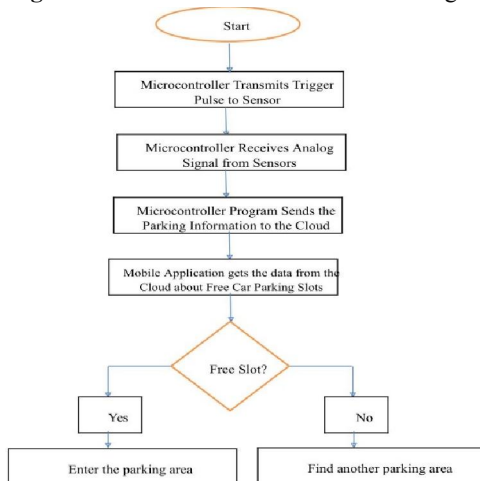 Start
Microcontroller Transmits Trigger
Pulse to Sensor
Microcontroller Receives Analog
Signal from Sensors
Microcontroller Program Sends the
Parking Information to the Cloud
Mobile Application gets the data from the
Cloud about Free Car Parking Slots
Free Slot?
Yes
No
Enter the parking area
Find another parking area